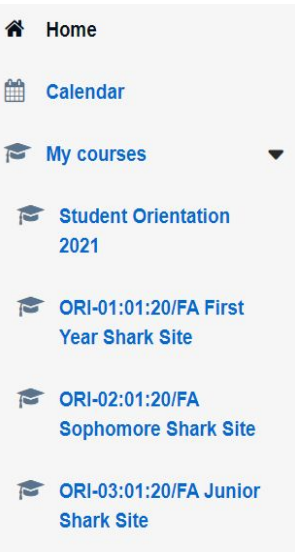 Home
Calendar
My courses
Student Orientation
2021
ORI-01:01:20/FA First
Year Shark Site
ORI-02:01:20/FA
Sophomore Shark Site
ORI-03:01:20/FA Junior
Shark Site